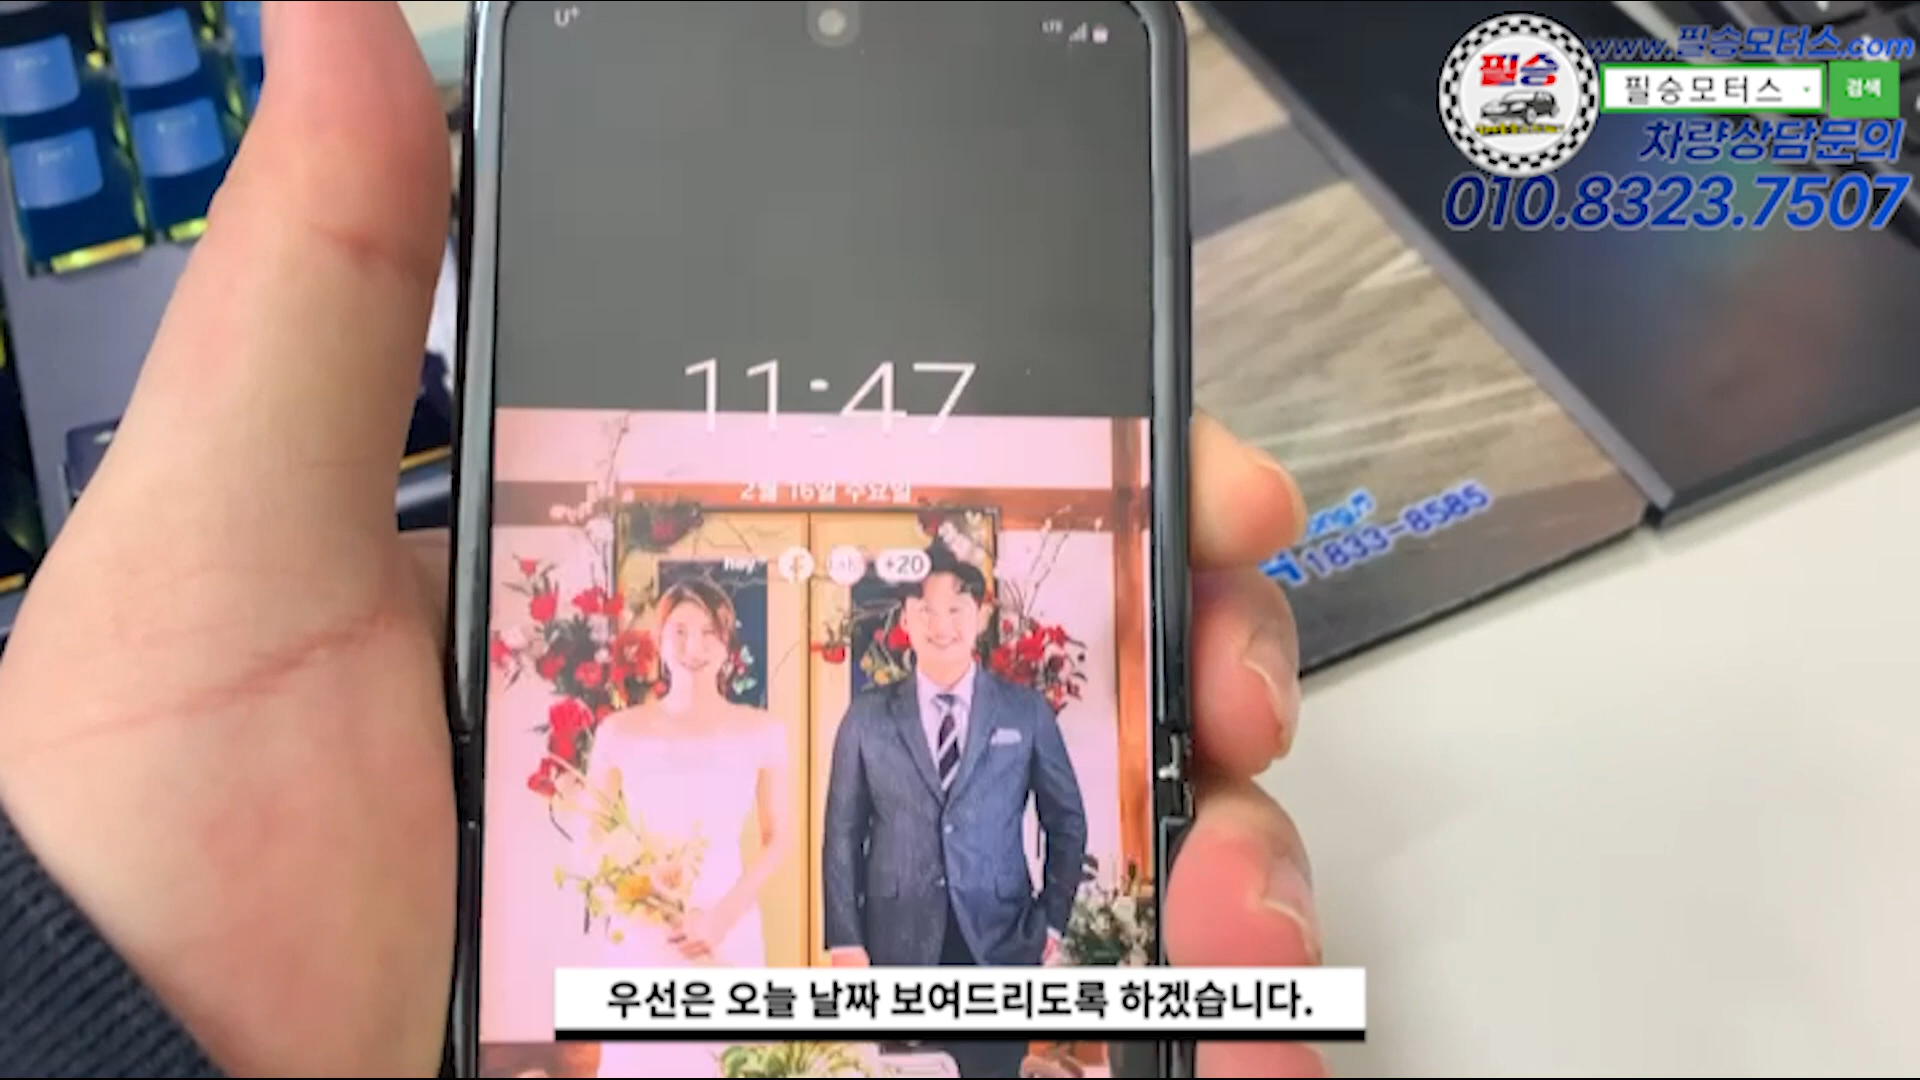 U+
LTE
www.필승모터스.com
필승
필승모터스
검색
차량상담문의
010.8323.7507
11:47
2월 16일 수요일
+20
1833-8585
우선은 오늘 날짜 보여드리도록 하겠습니다.